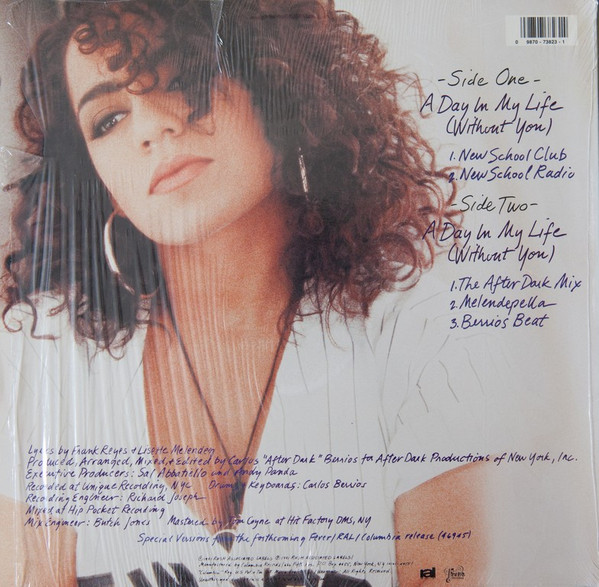 -Side One-
A Day In My Life
(Without You)
1. New School Club
2. New School Radio
-Side Two-
A Day In My Life
(Without You)
1. The After Dark Mix
2. Melendepella
3. Berrios Beat
Lyrics by Frank Reyes + Lisette Melendez
Produced, Arranged, Mixed + Edited by Carlos "After Dark" Berrios for After Dark Productions of New York, Inc.
Executive Producers: Sal Abbatiello and Andy Panda
Recorded at Unique Recording, NYC Drums + Keyboards: Carlos Berrios
Recording Engineer: Richard Joseph
Mixed at Hip Pocket Recording
Mix Engineer: Butch Jones Mastered by Tom Coyne at Hit Factory DMS, NY
Special Versions from the forthcoming Fever/RAL/Columbia release (46945)
ral